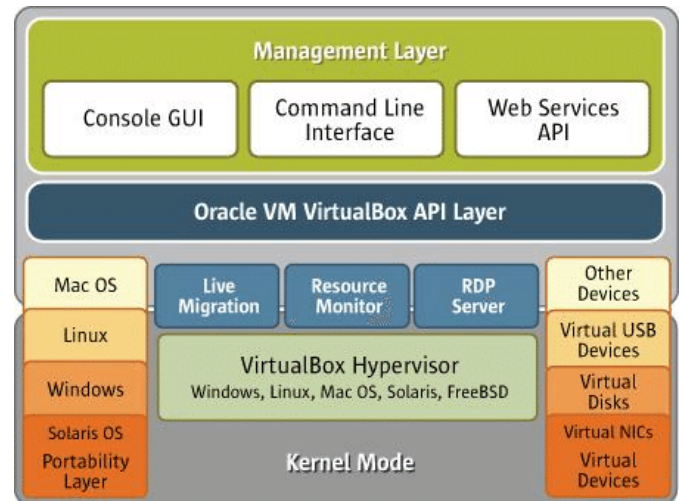 Management Layer
Console GUI
Command Line
Interface
Web Services
API
Oracle VM VirtualBox API Layer
Mac OS
Linux
Windows
Solaris OS
Portability
Layer
Live
Migration
Resource
Monitor
RDP
Server
VirtualBox Hypervisor
Windows, Linux, Mac OS, Solaris, FreeBSD
Kernel Mode
Other
Devices
Virtual USB
Devices
Virtual
Disks
Virtual NICs
Virtual
Devices